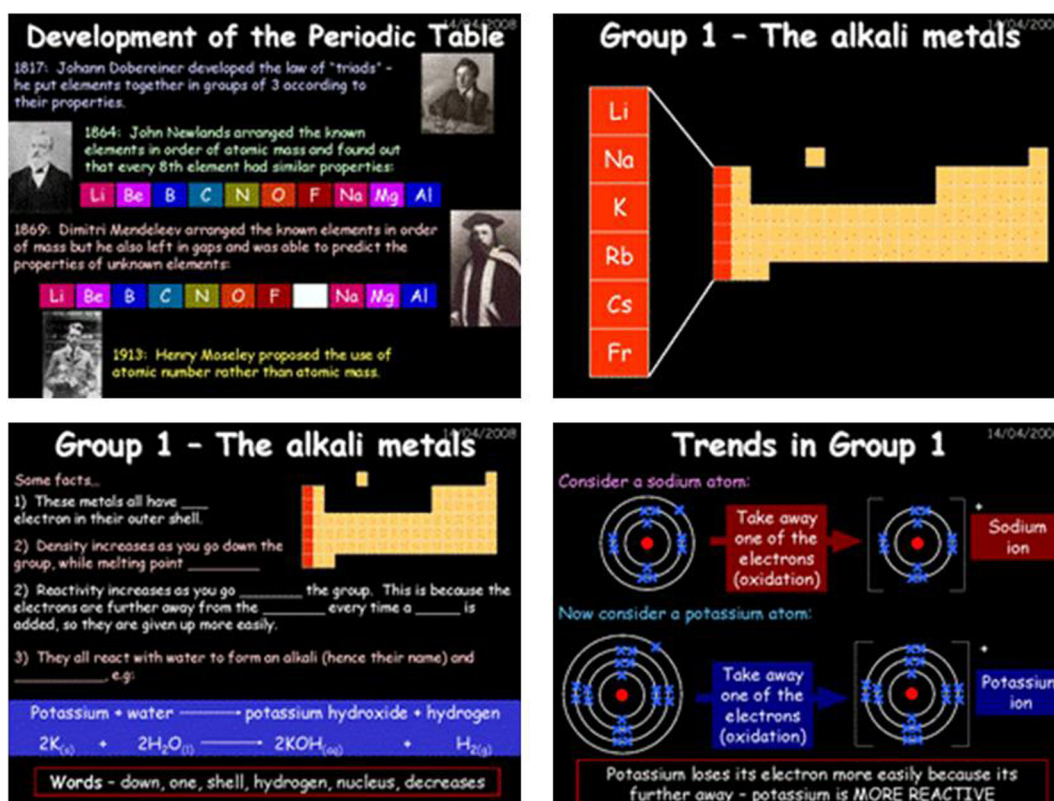 14/04/2008
Development of the Periodic Table
1817: Johann Dobereiner developed the law of "triads" -
he put elements together in groups of 3 according to
their properties.
1864: John Newlands arranged the known
elements in order of atomic mass and found out
that every 8th element had similar properties:
Li Be B C N O F Na Mg Al
1869: Dimitri Mendeleev arranged the known elements in order
of mass but he also left in gaps and was able to predict the
properties of unknown elements:
Li Be B C N O F Na Mg Al
1913: Henry Moseley proposed the use of
atomic number rather than atomic mass.
14/04/200
Group 1 - The alkali metals
Li
Na
K
Rb
Cs
Fr
14/04/2008
Group 1 - The alkali metals
Some facts...
1) These metals all have ___
electron in their outer shell.
2) Density increases as you go down the
group, while melting point ________
2) Reactivity increases as you go _______ the group. This is because the
electrons are further away from the _______ every time a _____ is
added, so they are given up more easily.
3) They all react with water to form an alkali (hence their name) and
__________, e.g:
Potassium + water → potassium hydroxide + hydrogen
2K(s) + 2H₂O(l) → 2KOH(aq) + H₂(g)
Words - down, one, shell, hydrogen, nucleus, decreases
14/04/200
Trends in Group 1
Consider a sodium atom:
Take away
one of the
electrons
(oxidation)
+
Sodium
ion
Now consider a potassium atom:
Take away
one of the
electrons
(oxidation)
+
Potassium
ion
Potassium loses its electron more easily because its
further away - potassium is MORE REACTIVE